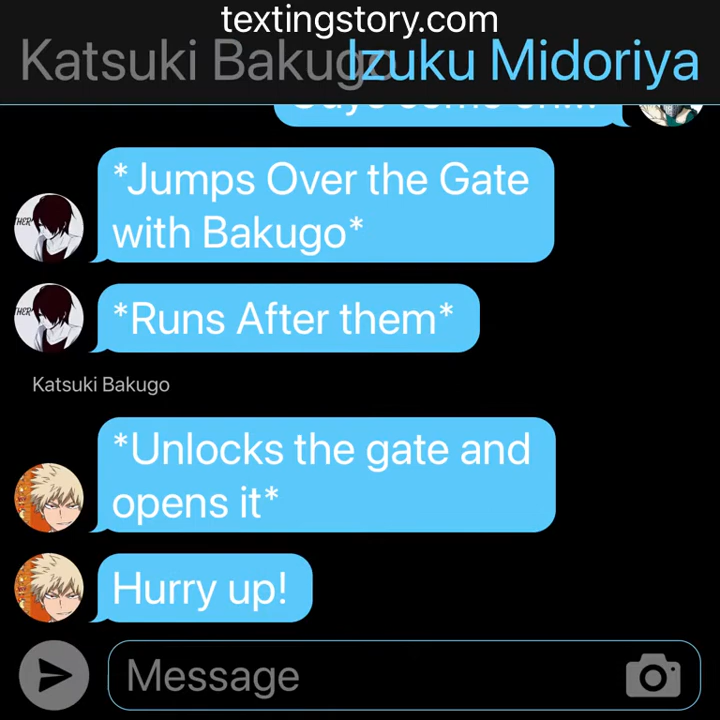 textingstory.com
Katsuki Bakugo Izuku Midoriya
*Jumps Over the Gate
with Bakugo*
*Runs After them*
Katsuki Bakugo
*Unlocks the gate and
opens it*
Hurry up!
Message